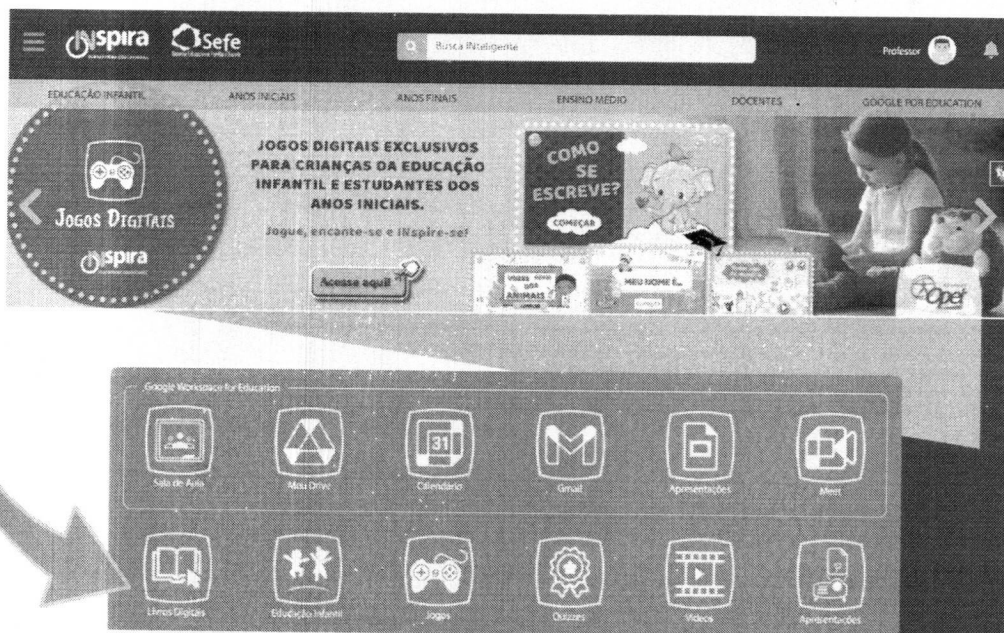 INspira
Sefe
Busca INteligente
Professor
EDUCAÇÃO INFANTIL
ANOS INICIAIS
ANOS FINAIS
ENSINO MÉDIO
DOCENTES
GOOGLE FOR EDUCATION
JOGOS DIGITAIS
INspira
JOGOS DIGITAIS EXCLUSIVOS
PARA CRIANÇAS DA EDUCAÇÃO
INFANTIL E ESTUDANTES DOS
ANOS INICIAIS.
Jogue, encante-se e INspire-se!
Acesse aqui!
COMO
SE
ESCREVE?
COMEÇAR
ANIMAIS
MEU NOME É...
Opet
Google Workspace for Education
Sala de Aula
Meu Drive
Calendário
31
Gmail
Apresentações
Meet
Livros Digitais
Educação Infantil
Jogos
Quizzes
Vídeos
Apresentações